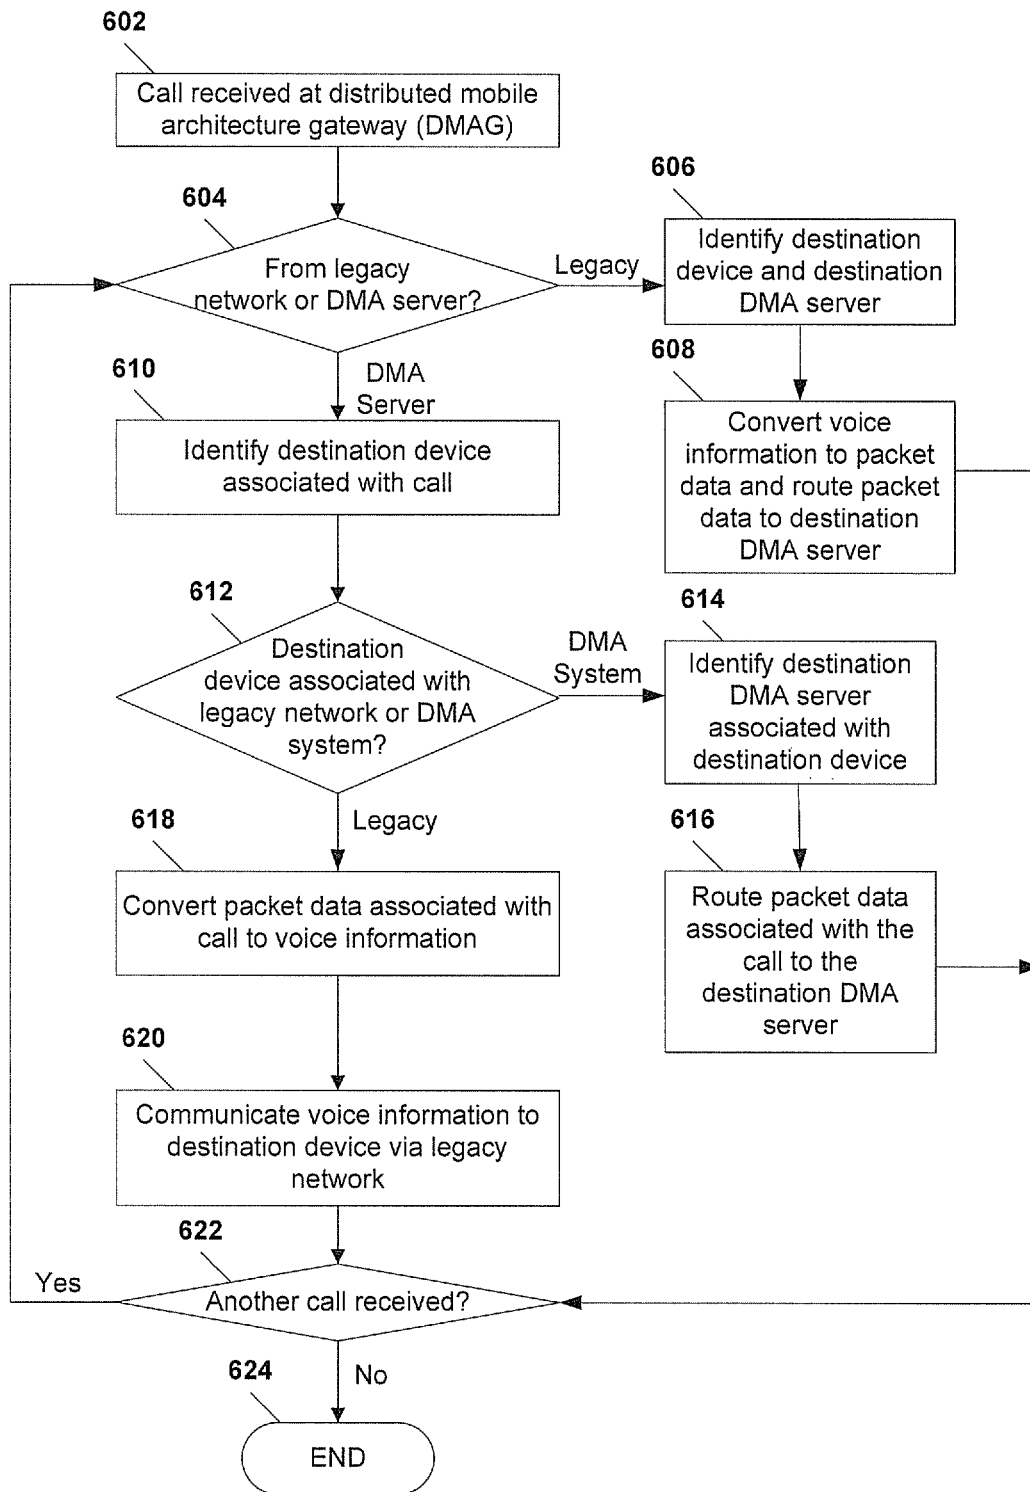 602
Call received at distributed mobile
architecture gateway (DMAG)
604
From legacy
network or DMA server?
Legacy
606
Identify destination
device and destination
DMA server
608
Convert voice
information to packet
data and route packet
data to destination
DMA server
DMA
Server
610
Identify destination device
associated with call
612
Destination
device associated with
legacy network or DMA
system?
DMA
System
614
Identify destination
DMA server
associated with
destination device
616
Route packet data
associated with the
call to the
destination DMA
server
Legacy
618
Convert packet data associated with
call to voice information
620
Communicate voice information to
destination device via legacy
network
622
Another call received?
Yes
No
624
END